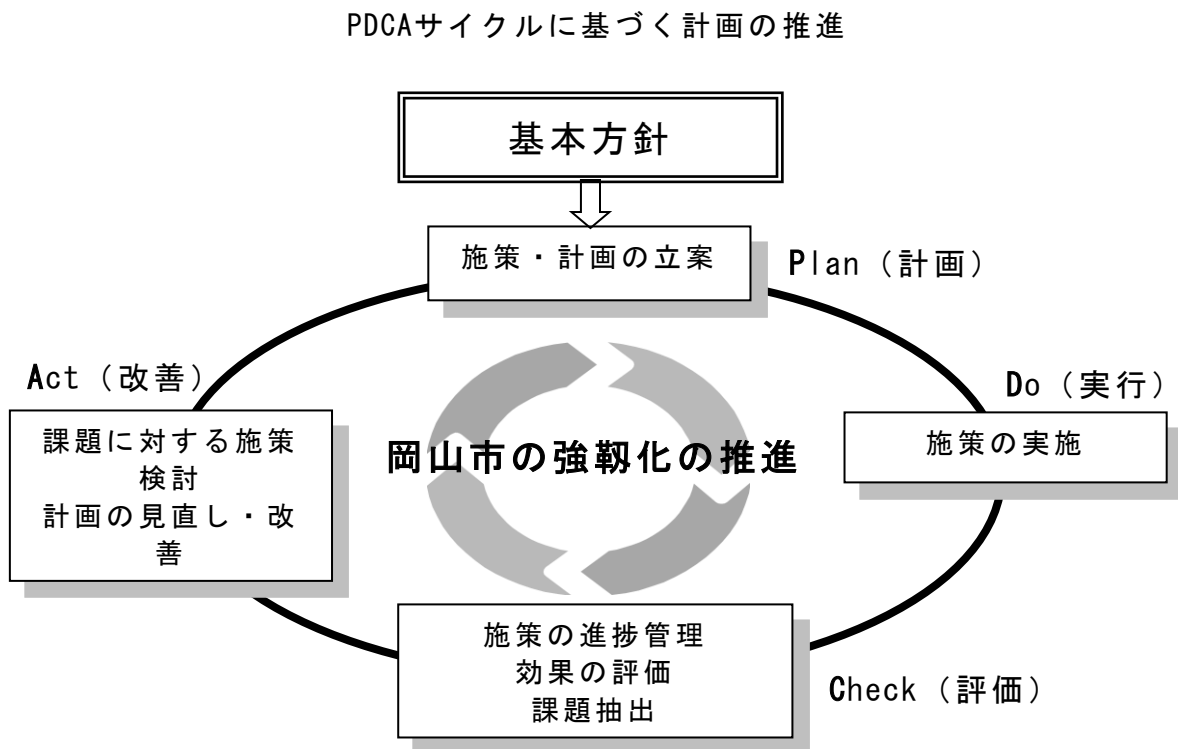 PDCAサイクルに基づく計画の推進
基本方針
施策・計画の立案
Plan（計画）
Act（改善）
Do（実行）
課題に対する施策
検討
計画の見直し・改
善
岡山市の強靱化の推進
施策の実施
施策の進捗管理
効果の評価
課題抽出
Check（評価）